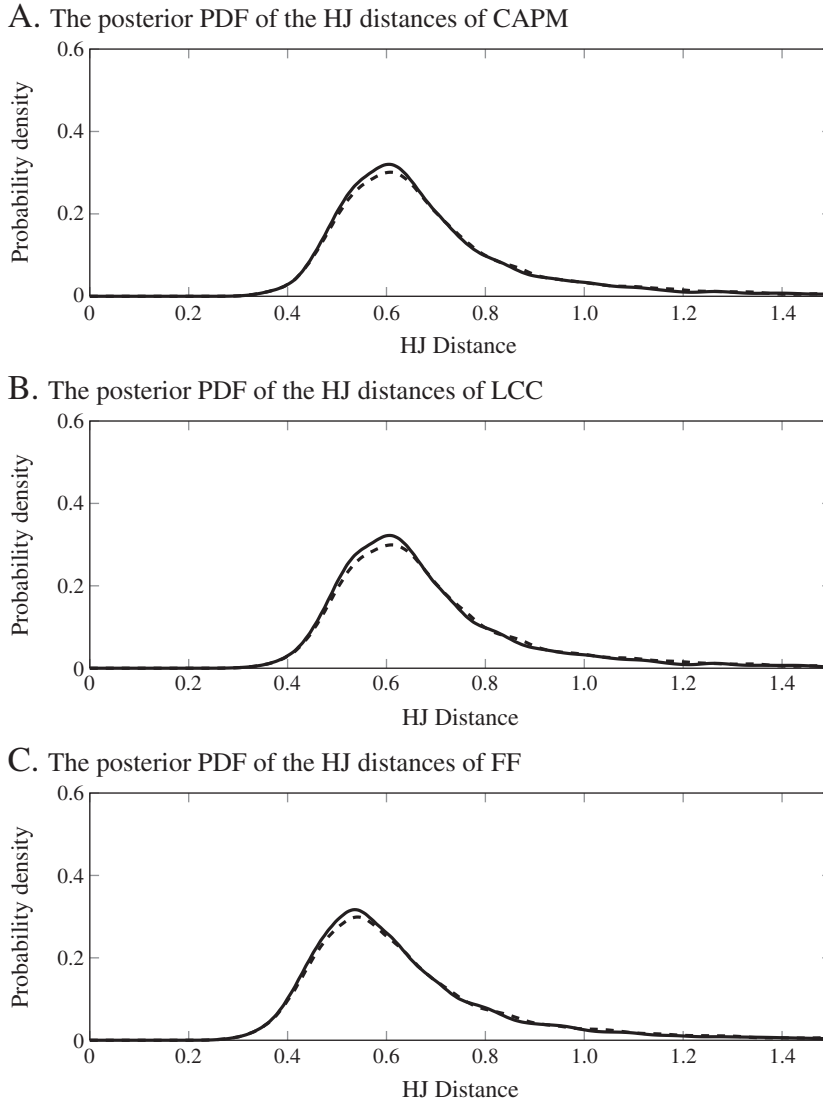 A. The posterior PDF of the HJ distances of CAPM
0.6
0.4
0.2
0
Probability density
0 0.2 0.4 0.6 0.8 1.0 1.2 1.4
HJ Distance
B. The posterior PDF of the HJ distances of LCC
0.6
0.4
0.2
0
Probability density
0 0.2 0.4 0.6 0.8 1.0 1.2 1.4
HJ Distance
C. The posterior PDF of the HJ distances of FF
0.6
0.4
0.2
0
Probability density
0 0.2 0.4 0.6 0.8 1.0 1.2 1.4
HJ Distance